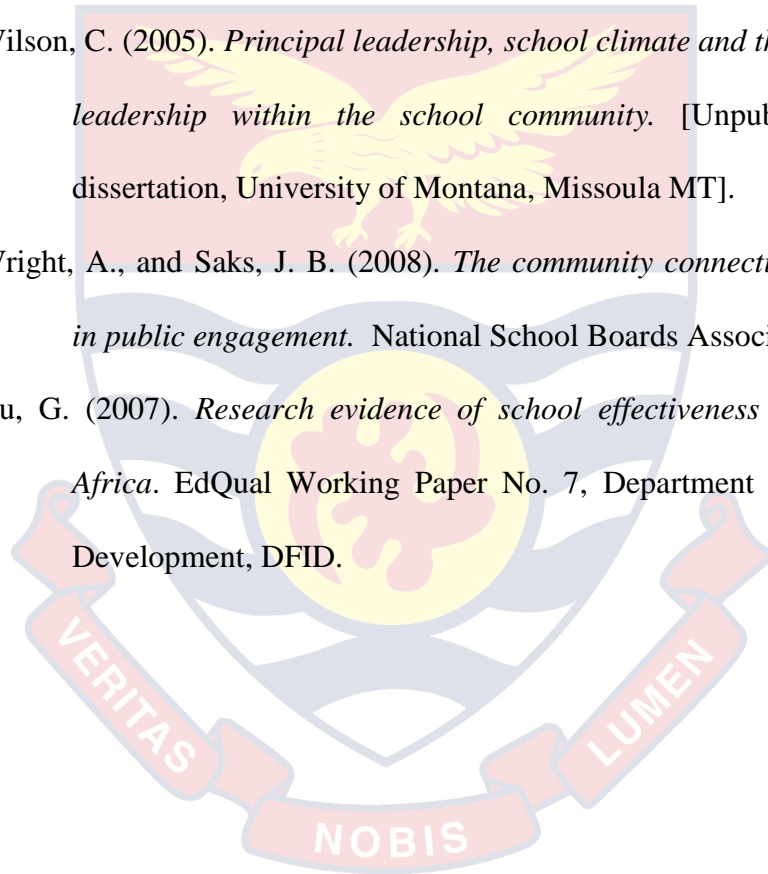 Wilson, C. (2005). Principal leadership, school climate and th
leadership within the school community. [Unpub
dissertation, University of Montana, Missoula MT].
Wright, A., and Saks, J. B. (2008). The community connecti
in public engagement. National School Boards Associ
u, G. (2007). Research evidence of school effectiveness
Africa. EdQual Working Paper No. 7, Department
Development, DFID.
VERITAS
NOBIS
LUMEN